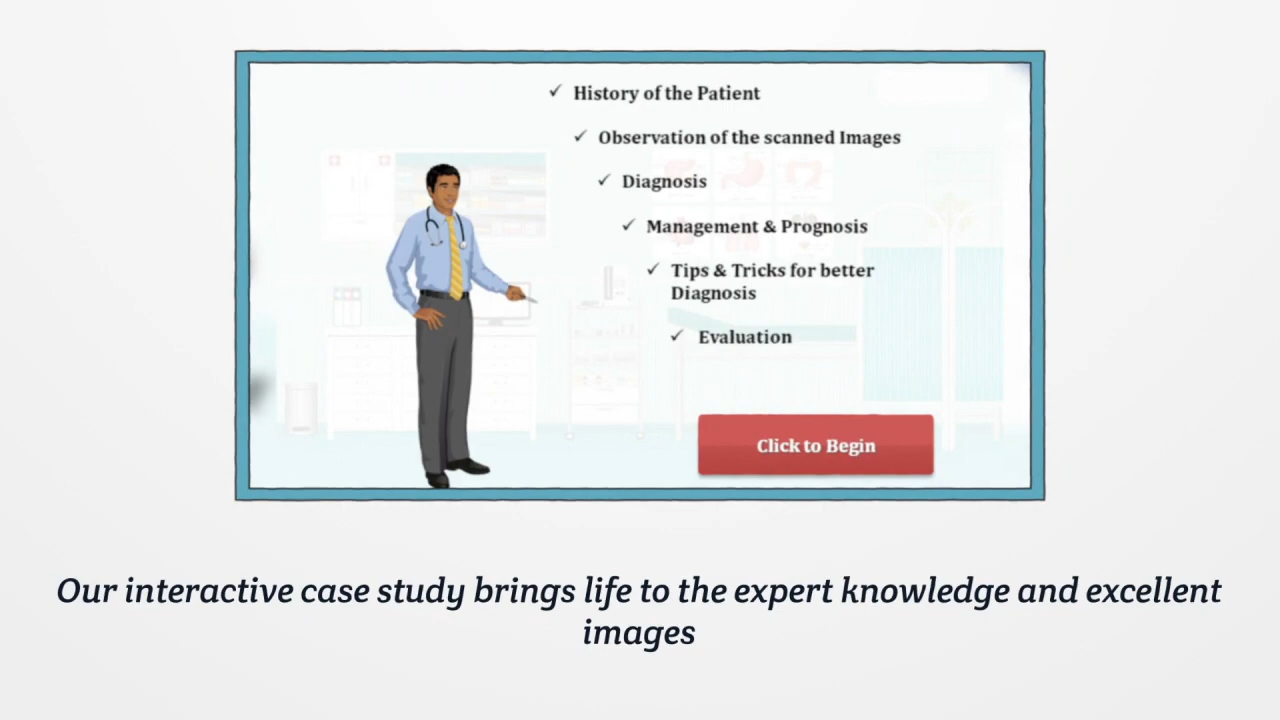 History of the Patient
Observation of the scanned Images
Diagnosis
Management & Prognosis
Tips & Tricks for better
Diagnosis
Evaluation
Click to Begin
Our interactive case study brings life to the expert knowledge and excellent
images